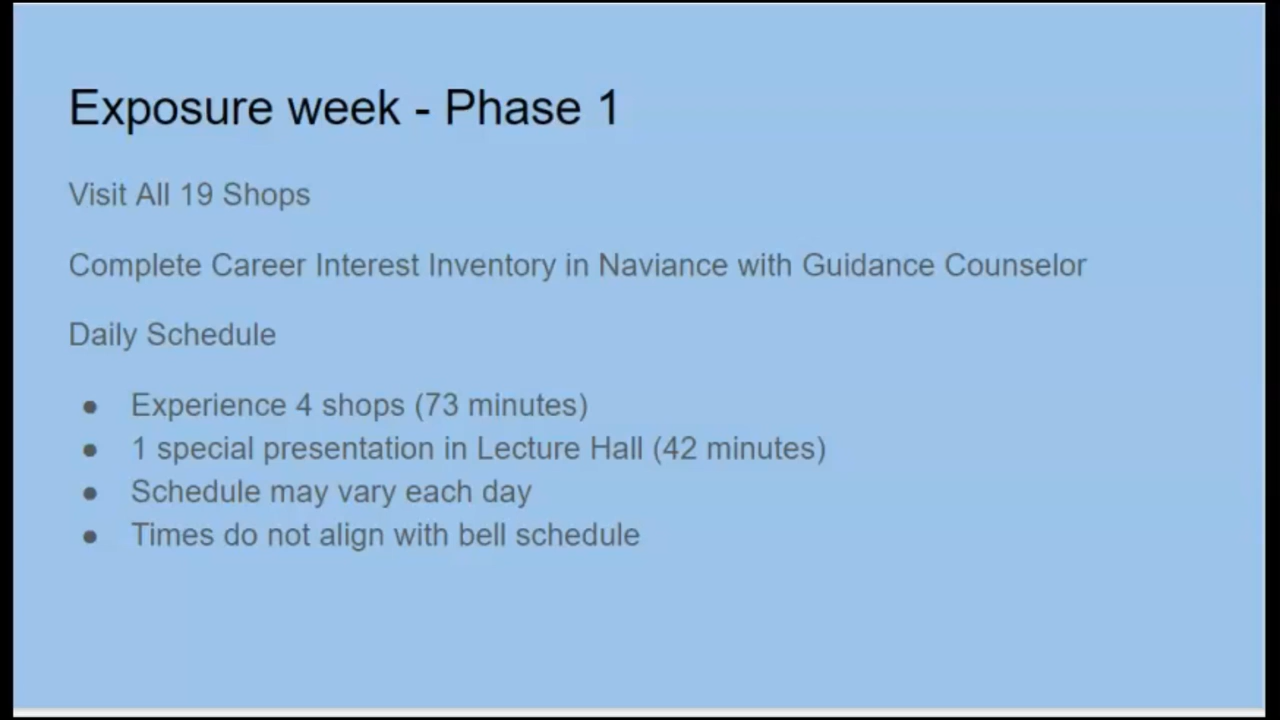 Exposure week - Phase 1
Visit All 19 Shops
Complete Career Interest Inventory in Naviance with Guidance Counselor
Daily Schedule
● Experience 4 shops (73 minutes)
● 1 special presentation in Lecture Hall (42 minutes)
● Schedule may vary each day
● Times do not align with bell schedule